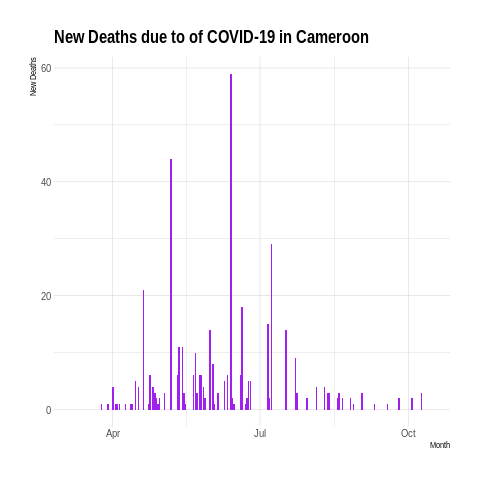 New Deaths due to of COVID-19 in Cameroon
New Deaths
60
40
20
0
Apr
Jul
Oct
Month